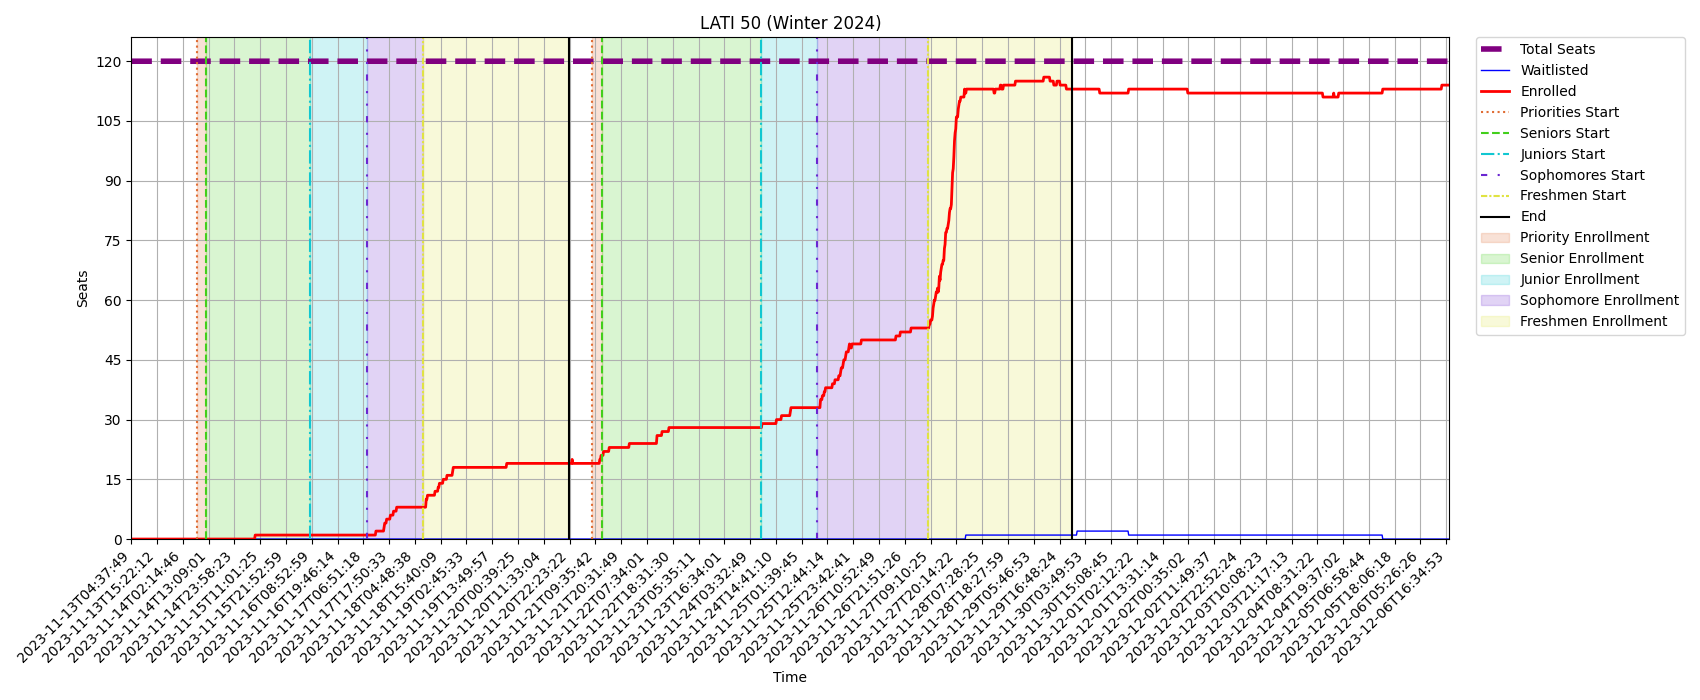 LATI 50 (Winter 2024)
Total Seats
Waitlisted
Enrolled
Priorities Start
Seniors Start
Juniors Start
Sophomores Start
Freshmen Start
End
Priority Enrollment
Senior Enrollment
Junior Enrollment
Sophomore Enrollment
Freshmen Enrollment
Seats
120
105
90
75
60
45
30
15
0
2023-11-13T04:37:49
2023-11-13T15:22:12
2023-11-14T02:14:46
2023-11-14T13:09:01
2023-11-14T23:58:23
2023-11-15T11:01:25
2023-11-15T21:52:59
2023-11-16T08:52:59
2023-11-16T19:46:14
2023-11-17T06:51:18
2023-11-17T17:50:33
2023-11-18T04:48:38
2023-11-18T15:40:09
2023-11-19T02:45:33
2023-11-19T13:49:57
2023-11-20T00:39:25
2023-11-20T11:33:04
2023-11-20T22:23:22
2023-11-21T09:35:42
2023-11-21T20:31:49
2023-11-22T07:34:01
2023-11-22T18:31:30
2023-11-23T05:35:11
2023-11-23T16:34:01
2023-11-24T03:32:49
2023-11-24T14:41:10
2023-11-25T01:39:45
2023-11-25T12:44:14
2023-11-25T23:42:41
2023-11-26T10:52:49
2023-11-26T21:51:26
2023-11-27T09:10:25
2023-11-27T20:14:22
2023-11-28T07:28:25
2023-11-28T18:27:59
2023-11-29T05:46:53
2023-11-29T16:48:24
2023-11-30T03:49:53
2023-11-30T15:08:45
2023-12-01T02:12:22
2023-12-01T13:31:14
2023-12-02T00:35:02
2023-12-02T11:49:37
2023-12-02T22:52:24
2023-12-03T10:08:23
2023-12-03T21:17:13
2023-12-04T08:31:22
2023-12-04T19:37:02
2023-12-05T06:58:44
2023-12-05T18:06:18
2023-12-06T05:26:26
2023-12-06T16:34:53
Time